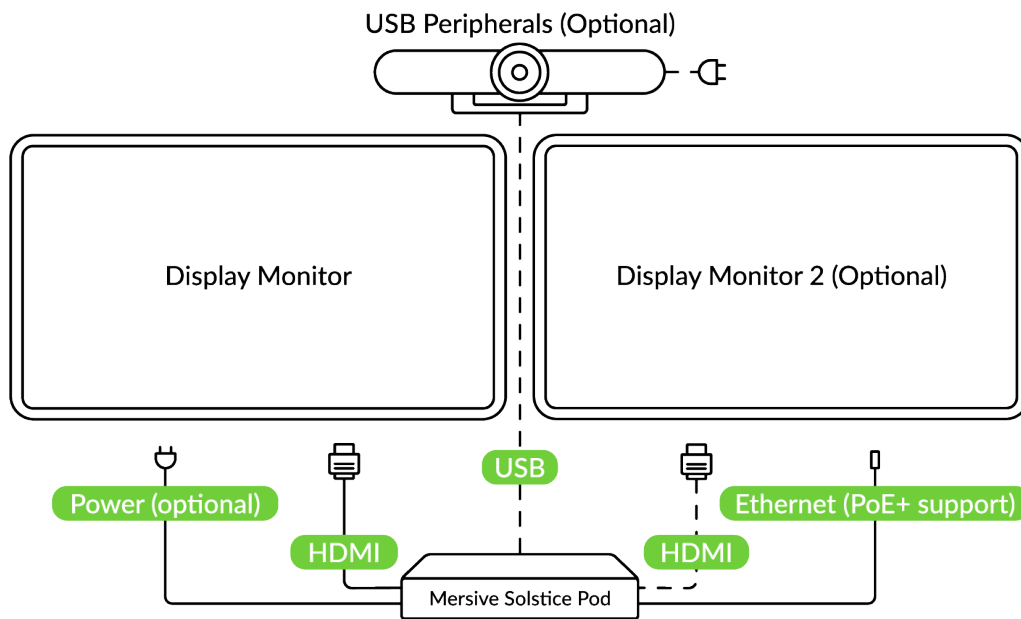 USB Peripherals (Optional)
Display Monitor
Display Monitor 2 (Optional)
USB
Power (optional)
Ethernet (PoE+ support)
HDMI
HDMI
Mersive Solstice Pod